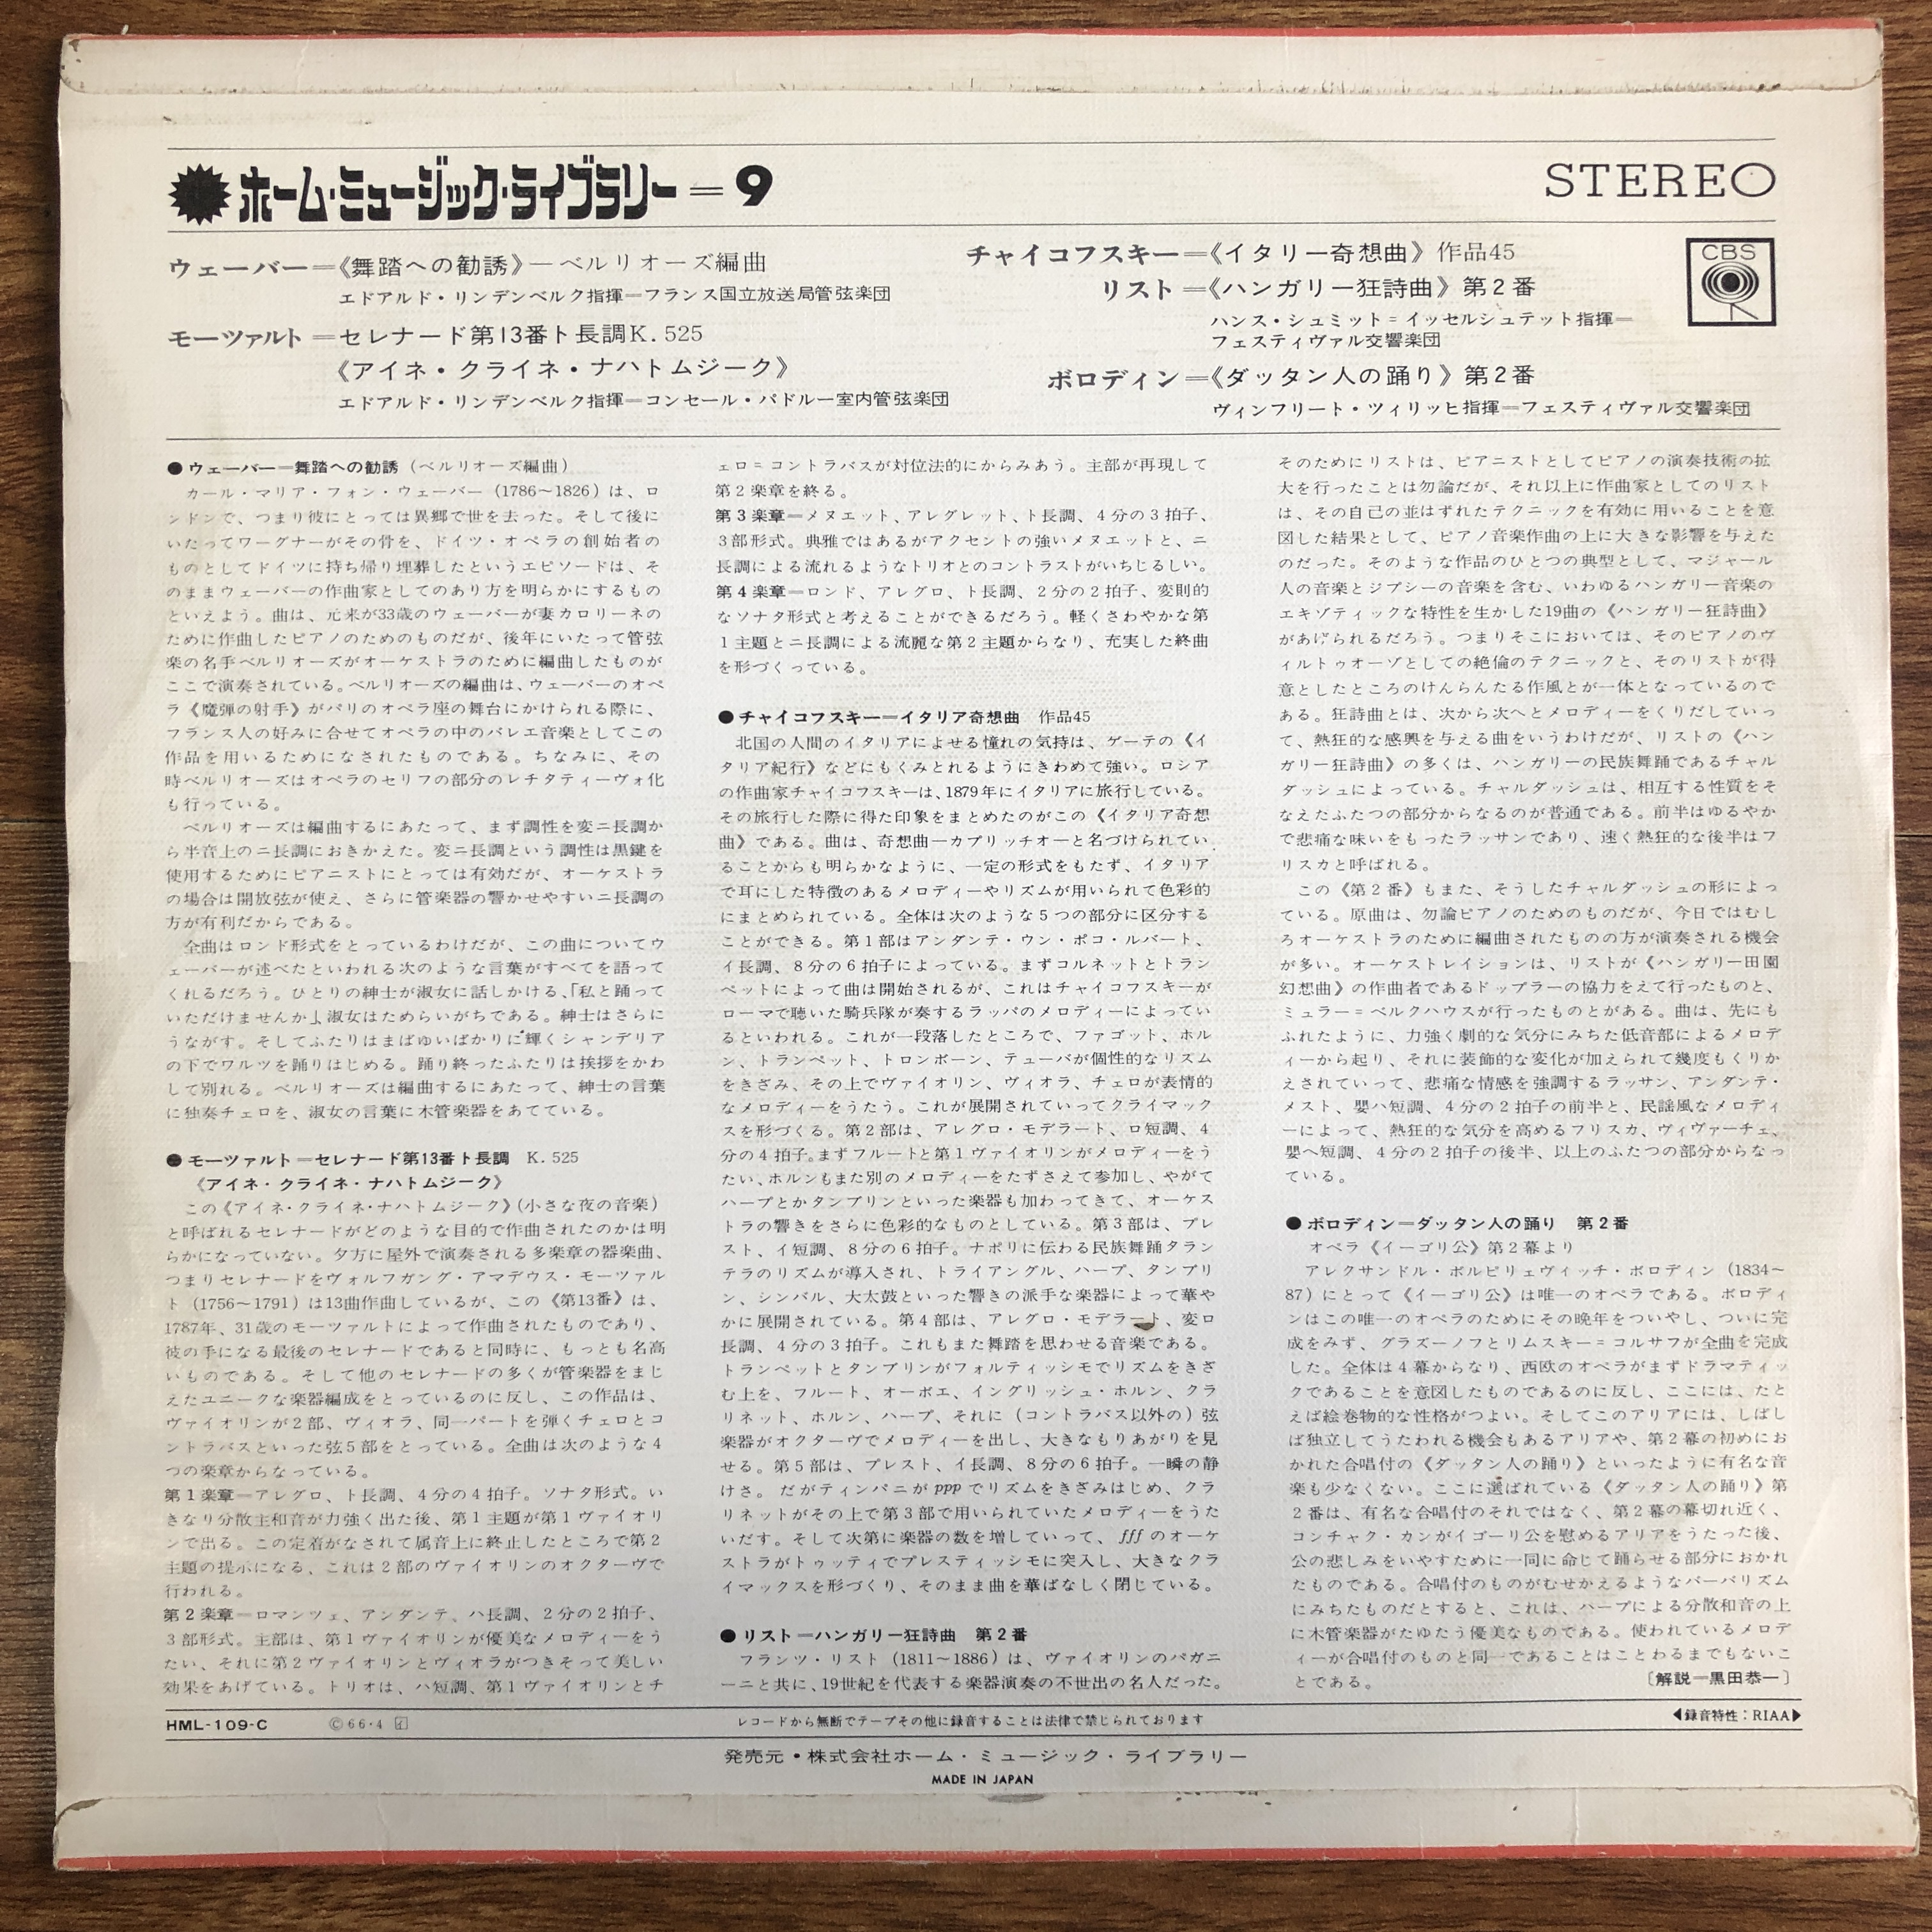 ホーム・ミュージック・ライブラリー＝9
STEREO
ウェーバー＝《舞踏への勧誘》－ベルリオーズ編曲
エドアルド・リンデンベルク指揮＝フランス国立放送局管弦楽団
モーツァルト＝セレナード第13番ト長調K.525
《アイネ・クライネ・ナハトムジーク》
エドアルド・リンデンベルク指揮＝コンセール・パドルー室内管弦楽団
チャイコフスキー＝《イタリー奇想曲》作品45
リスト＝《ハンガリー狂詩曲》第2番
ハンス・シュミット＝イッセルシュテット指揮＝
フェスティヴァル交響楽団
ボロディン＝《ダッタン人の踊り》第2番
ヴィンフリート・ツィリッヒ指揮＝フェスティヴァル交響楽団
CBS
●ウェーバー＝舞踏への勧誘（ベルリオーズ編曲）
カール・マリア・フォン・ウェーバー（1786～1826）は、ロ
ンドンで、つまり彼にとっては異郷で世を去った。そして後に
いたってワーグナーがその骨を、ドイツ・オペラの創始者の
ものとしてドイツに持ち帰り埋葬したというエピソードは、そ
のままウェーバーの作曲家としてのあり方を明らかにするもの
といえよう。曲は、元来が33歳のウェーバーが妻カロリーネの
ために作曲したピアノのためのものだが、後年にいたって管弦
楽の名手ベルリオーズがオーケストラのために編曲したものが
ここで演奏されている。ベルリオーズの編曲は、ウェーバーのオペ
ラ《魔弾の射手》がパリのオペラ座の舞台にかけられる際に、
フランス人の好みに合せてオペラの中のバレエ音楽としてこの
作品を用いるためになされたものである。ちなみに、その
時ベルリオーズはオペラのセリフの部分のレチタティーヴォ化
も行っている。
ベルリオーズは編曲するにあたって、まず調性を変ニ長調か
ら半音上のニ長調におきかえた。変ニ長調という調性は黒鍵を
使用するためにピアニストにとっては有効だが、オーケストラ
の場合は開放弦が使え、さらに管楽器の響かせやすいニ長調の
方が有利だからである。
全曲はロンド形式をとっているわけだが、この曲についてウ
ェーバーが述べたといわれる次のような言葉がすべてを語って
くれるだろう。ひとりの紳士が淑女に話しかける、「私と踊って
いただけませんか」淑女はためらいがちである。紳士はさらに
うながす。そしてふたりはまばゆいばかりに輝くシャンデリア
の下でワルツを踊りはじめる。踊り終ったふたりは挨拶をかわ
して別れる。ベルリオーズは編曲するにあたって、紳士の言葉
に独奏チェロを、淑女の言葉に木管楽器をあてている。
●モーツァルト＝セレナード第13番ト長調　K.525
《アイネ・クライネ・ナハトムジーク》
この《アイネ・クライネ・ナハトムジーク》（小さな夜の音楽）
と呼ばれるセレナードがどのような目的で作曲されたのかは明
らかになっていない。夕方に屋外で演奏される多楽章の器楽曲、
つまりセレナードをヴォルフガング・アマデウス・モーツァル
ト（1756～1791）は13曲作曲しているが、この《第13番》は、
1787年、31歳のモーツァルトによって作曲されたものであり、
彼の手になる最後のセレナードであると同時に、もっとも名高
いものである。そして他のセレナードの多くが管楽器をまじ
えたユニークな楽器編成をとっているのに反し、この作品は、
ヴァイオリンが2部、ヴィオラ、同一パートを弾くチェロとコ
ントラバスといった弦5部をとっている。全曲は次のような4
つの楽章からなっている。
第1楽章＝アレグロ、ト長調、4分の4拍子。ソナタ形式。い
きなり分散主和音が力強く出た後、第1主題が第1ヴァイオリ
ンで出る。この定着がなされて属音上に終止したところで第2
主題の提示になる、これは2部のヴァイオリンのオクターヴで
行われる。
第2楽章＝ロマンツェ、アンダンテ、ハ長調、2分の2拍子、
3部形式。主部は、第1ヴァイオリンが優美なメロディーをう
たい、それに第2ヴァイオリンとヴィオラがつきそって美しい
効果をあげている。トリオは、ハ短調、第1ヴァイオリンとチ
ェロ＝コントラバスが対位法的にからみあう。主部が再現して
第2楽章を終る。
第3楽章＝メヌエット、アレグレット、ト長調、4分の3拍子、
3部形式。典雅ではあるがアクセントの強いメヌエットと、ニ
長調による流れるようなトリオとのコントラストがいちじるしい。
第4楽章＝ロンド、アレグロ、ト長調、2分の2拍子、変則的
なソナタ形式と考えることができるだろう。軽くさわやかな第
1主題とニ長調による流麗な第2主題からなり、充実した終曲
を形づくっている。
●チャイコフスキー＝イタリア奇想曲　作品45
北国の人間のイタリアによせる憧れの気持は、ゲーテの《イ
タリア紀行》などにもくみとれるようにきわめて強い。ロシア
の作曲家チャイコフスキーは、1879年にイタリアに旅行している。
その旅行した際に得た印象をまとめたのがこの《イタリア奇想
曲》である。曲は、奇想曲－カプリッチオ－と名づけられてい
ることからも明らかなように、一定の形式をもたず、イタリア
で耳にした特徴のあるメロディーやリズムが用いられて色彩的
にまとめられている。全体は次のような5つの部分に区分する
ことができる。第1部はアンダンテ・ウン・ポコ・ルバート、
イ長調、8分の6拍子によっている。まずコルネットとトラン
ペットによって曲は開始されるが、これはチャイコフスキーが
ローマで聴いた騎兵隊が奏するラッパのメロディーによってい
るといわれる。これが一段落したところで、ファゴット、ホル
ン、トランペット、トロンボーン、テューバが個性的なリズム
をきざみ、その上でヴァイオリン、ヴィオラ、チェロが表情的
なメロディーをうたう。これが展開されていってクライマック
スを形づくる。第2部は、アレグロ・モデラート、ロ短調、4
分の4拍子。まずフルートと第1ヴァイオリンがメロディーをう
たい、ホルンもまた別のメロディーをたずさえて参加し、やがて
ハープとかタンブリンといった楽器も加わってきて、オーケス
トラの響きをさらに色彩的なものとしている。第3部は、プレ
スト、イ短調、8分の6拍子。ナポリに伝わる民族舞踊タラン
テラのリズムが導入され、トライアングル、ハープ、タンブリ
ン、シンバル、大太鼓といった響きの派手な楽器によって華や
かに展開されている。第4部は、アレグロ・モデラート、変ロ
長調、4分の3拍子。これもまた舞踏を思わせる音楽である。
トランペットとタンブリンがフォルティッシモでリズムをきざ
む上を、フルート、オーボエ、イングリッシュ・ホルン、クラ
リネット、ホルン、ハープ、それに（コントラバス以外の）弦
楽器がオクターヴでメロディーを出し、大きなもりあがりを見
せる。第5部は、プレスト、イ長調、8分の6拍子。一瞬の静
けさ。だがティンパニが ppp でリズムをきざみはじめ、クラ
リネットがその上で第3部で用いられていたメロディーをうた
いだす。そして次第に楽器の数を増していって、fff のオーケ
ストラがトゥッティでプレスティッシモに突入し、大きなクラ
イマックスを形づくり、そのまま曲を華ばなしく閉じている。
●リスト＝ハンガリー狂詩曲　第2番
フランツ・リスト（1811～1886）は、ヴァイオリンのパガニ
ーニと共に、19世紀を代表する楽器演奏の不世出の名人だった。
そのためにリストは、ピアニストとしてピアノの演奏技術の拡
大を行ったことは勿論だが、それ以上に作曲家としてのリスト
は、その自己の並はずれたテクニックを有効に用いることを意
図した結果として、ピアノ音楽作曲の上に大きな影響を与えた
のだった。そのような作品のひとつの典型として、マジャール
人の音楽とジプシーの音楽を含む、いわゆるハンガリー音楽の
エキゾティックな特性を生かした19曲の《ハンガリー狂詩曲》
があげられるだろう。つまりそこにおいては、そのピアノのヴ
ィルトゥオーゾとしての絶倫のテクニックと、そのリストが得
意としたところのけんらんたる作風とが一体となっているので
ある。狂詩曲とは、次から次へとメロディーをくりだしていっ
て、熱狂的な感興を与える曲をいうわけだが、リストの《ハン
ガリー狂詩曲》の多くは、ハンガリーの民族舞踊であるチャル
ダッシュによっている。チャルダッシュは、相互する性質をそ
なえたふたつの部分からなるのが普通である。前半はゆるやか
で悲痛な味いをもったラッサンであり、速く熱狂的な後半はフ
リスカと呼ばれる。
この《第2番》もまた、そうしたチャルダッシュの形によっ
ている。原曲は、勿論ピアノのためのものだが、今日ではむし
ろオーケストラのために編曲されたものの方が演奏される機会
が多い。オーケストレイションは、リストが《ハンガリー田園
幻想曲》の作曲者であるドップラーの協力をえて行ったものと、
ミュラー＝ベルクハウスが行ったものとがある。曲は、先にも
ふれたように、力強く劇的な気分にみちた低音部によるメロデ
ィーから起り、それに装飾的な変化が加えられて幾度もくりか
えされていって、悲痛な情感を強調するラッサン、アンダンテ・
メスト、嬰ハ短調、4分の2拍子の前半と、民謡風なメロディ
ーによって、熱狂的な気分を高めるフリスカ、ヴィヴァーチェ、
嬰ヘ短調、4分の2拍子の後半、以上のふたつの部分からなっ
ている。
●ボロディン＝ダッタン人の踊り　第2番
オペラ《イーゴリ公》第2幕より
アレクサンドル・ボルピリェヴィッチ・ボロディン（1834～
87）にとって《イーゴリ公》は唯一のオペラである。ボロディ
ンはこの唯一のオペラのためにその晩年をついやし、ついに完
成をみず、グラズーノフとリムスキー＝コルサフが全曲を完成
した。全体は4幕からなり、西欧のオペラがまずドラマティッ
クであることを意図したものであるのに反し、ここには、たと
えば絵巻物的な性格がつよい。そしてこのアリアには、しばし
ば独立してうたわれる機会もあるアリアや、第2幕の初めにお
かれた合唱付の《ダッタン人の踊り》といったように有名な音
楽も少なくない。ここに選ばれている《ダッタン人の踊り》第
2番は、有名な合唱付のそれではなく、第2幕の幕切れ近く、
コンチャク・カンがイゴーリ公を慰めるアリアをうたった後、
公の悲しみをいやすために一同に命じて踊らせる部分におかれ
たものである。合唱付のものがむせかえるようなバーバリズム
にみちたものだとすると、これは、ハープによる分散和音の上
に木管楽器がたゆたう優美なものである。使われているメロデ
ィーが合唱付のものと同一であることはことわるまでもないこ
とである。
〔解説＝黒田恭一〕
HML-109-C
©66・4 イ
レコードから無断でテープその他に録音することは法律で禁じられております
◀録音特性：RIAA▶
発売元・株式会社ホーム・ミュージック・ライブラリー
MADE IN JAPAN